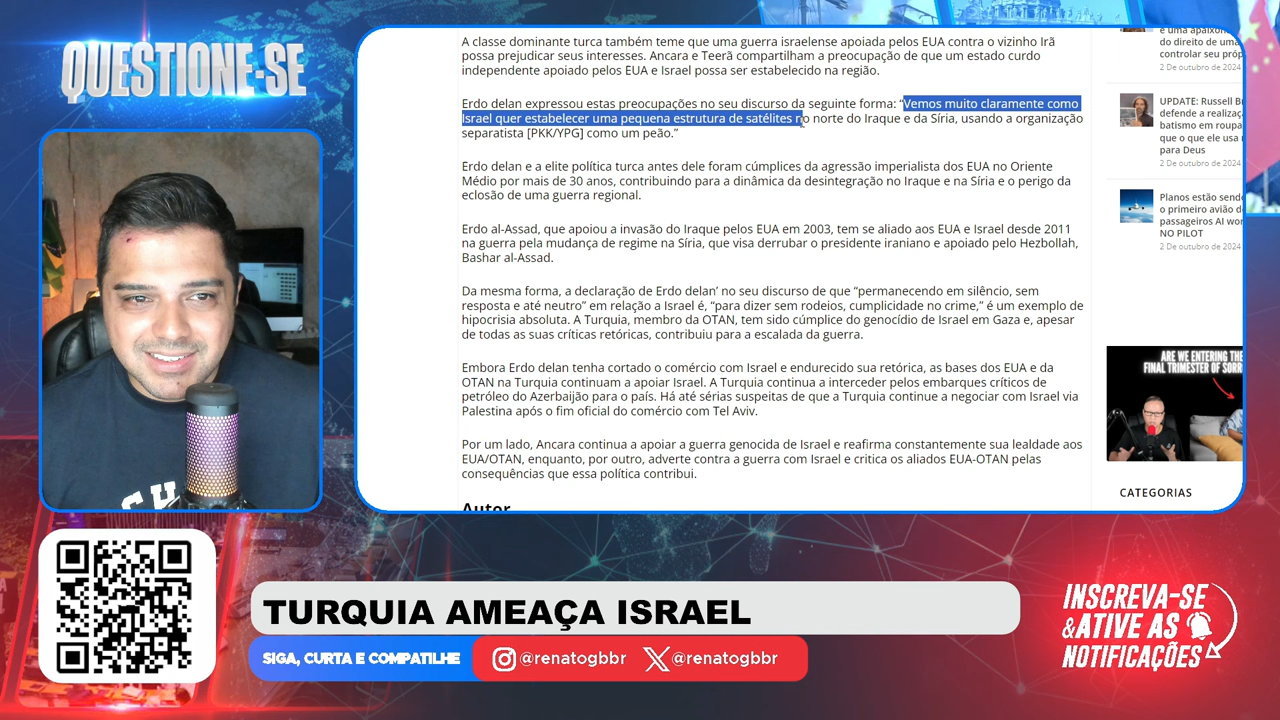 QUESTIONE-SE
A classe dominante turca também teme que uma guerra israelense apoiada pelos EUA contra o vizinho Irã
possa prejudicar seus interesses. Ancara e Teerã compartilham a preocupação de que um estado curdo
independente apoiado pelos EUA e Israel possa ser estabelecido na região.
Erdo delan expressou estas preocupações no seu discurso da seguinte forma: “Vemos muito claramente como
Israel quer estabelecer uma pequena estrutura de satélites no norte do Iraque e da Síria, usando a organização
separatista [PKK/YPG] como um peão.”
Erdo delan e a elite política turca antes dele foram cúmplices da agressão imperialista dos EUA no Oriente
Médio por mais de 30 anos, contribuindo para a dinâmica da desintegração no Iraque e na Síria e o perigo da
eclosão de uma guerra regional.
Erdo al-Assad, que apoiou a invasão do Iraque pelos EUA em 2003, tem se aliado aos EUA e Israel desde 2011
na guerra pela mudança de regime na Síria, que visa derrubar o presidente iraniano e apoiado pelo Hezbollah,
Bashar al-Assad.
Da mesma forma, a declaração de Erdo delan’ no seu discurso de que “permanecendo em silêncio, sem
resposta e até neutro” em relação a Israel é, “para dizer sem rodeios, cumplicidade no crime,” é um exemplo de
hipocrisia absoluta. A Turquia, membro da OTAN, tem sido cúmplice do genocídio de Israel em Gaza e, apesar
de todas as suas críticas retóricas, contribuiu para a escalada da guerra.
Embora Erdo delan tenha cortado o comércio com Israel e endurecido sua retórica, as bases dos EUA e da
OTAN na Turquia continuam a apoiar Israel. A Turquia continua a interceder pelos embarques críticos de
petróleo do Azerbaijão para o país. Há até sérias suspeitas de que a Turquia continue a negociar com Israel via
Palestina após o fim oficial do comércio com Tel Aviv.
Por um lado, Ancara continua a apoiar a guerra genocida de Israel e reafirma constantemente sua lealdade aos
EUA/OTAN, enquanto, por outro, adverte contra a guerra com Israel e critica os aliados EUA-OTAN pelas
consequências que essa política contribui.
Autor
e uma apaixon
do direito de uma
controlar seu próp
2 De outubro de 2024
UPDATE: Russell Br
defende a realizaç
batismo em roupa
que o que ele usa
para Deus
2 De outubro de 2024
Planos estão send
o primeiro avião d
passageiros AI wor
NO PILOT
2 De outubro de 2024
ARE WE ENTERING THE
FINAL TRIMESTER OF SORR
CATEGORIAS
TURQUIA AMEAÇA ISRAEL
SIGA, CURTA E COMPATILHE
@renatogbbr
@renatogbbr
INSCREVA-SE
&ATIVE AS
NOTIFICAÇÕES